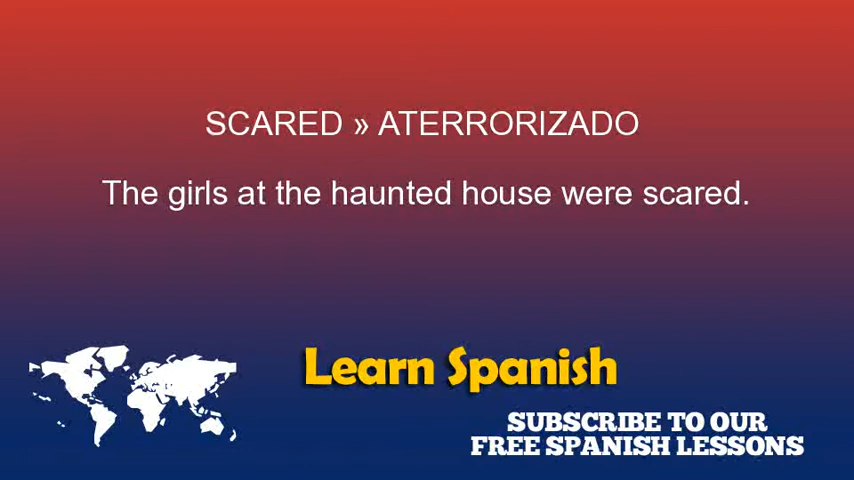 SCARED » ATERRORIZADO
The girls at the haunted house were scared.
Learn Spanish
SUBSCRIBE TO OUR
FREE SPANISH LESSONS